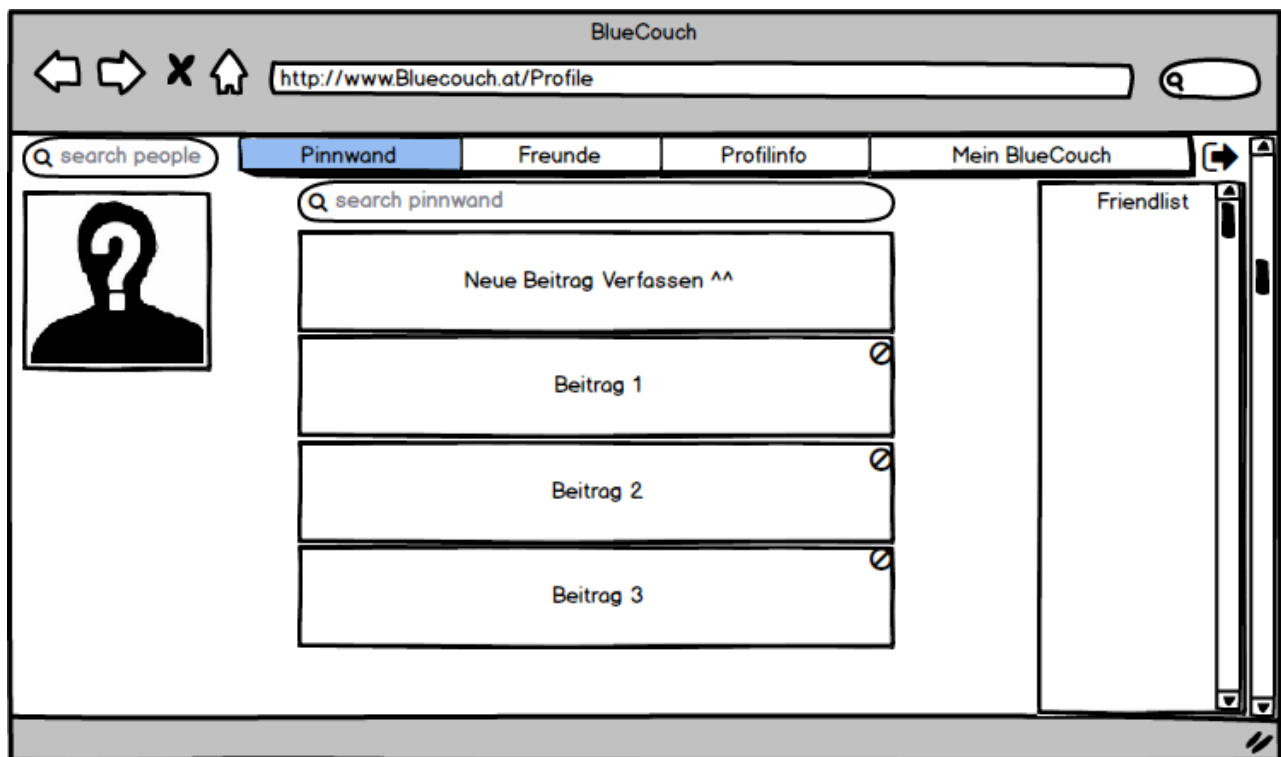 BlueCouch
http://www.Bluecouch.at/Profile
search people
Pinnwand
Freunde
Profilinfo
Mein BlueCouch
search pinnwand
Friendlist
Neue Beitrag Verfassen ^^
Beitrag 1
Beitrag 2
Beitrag 3